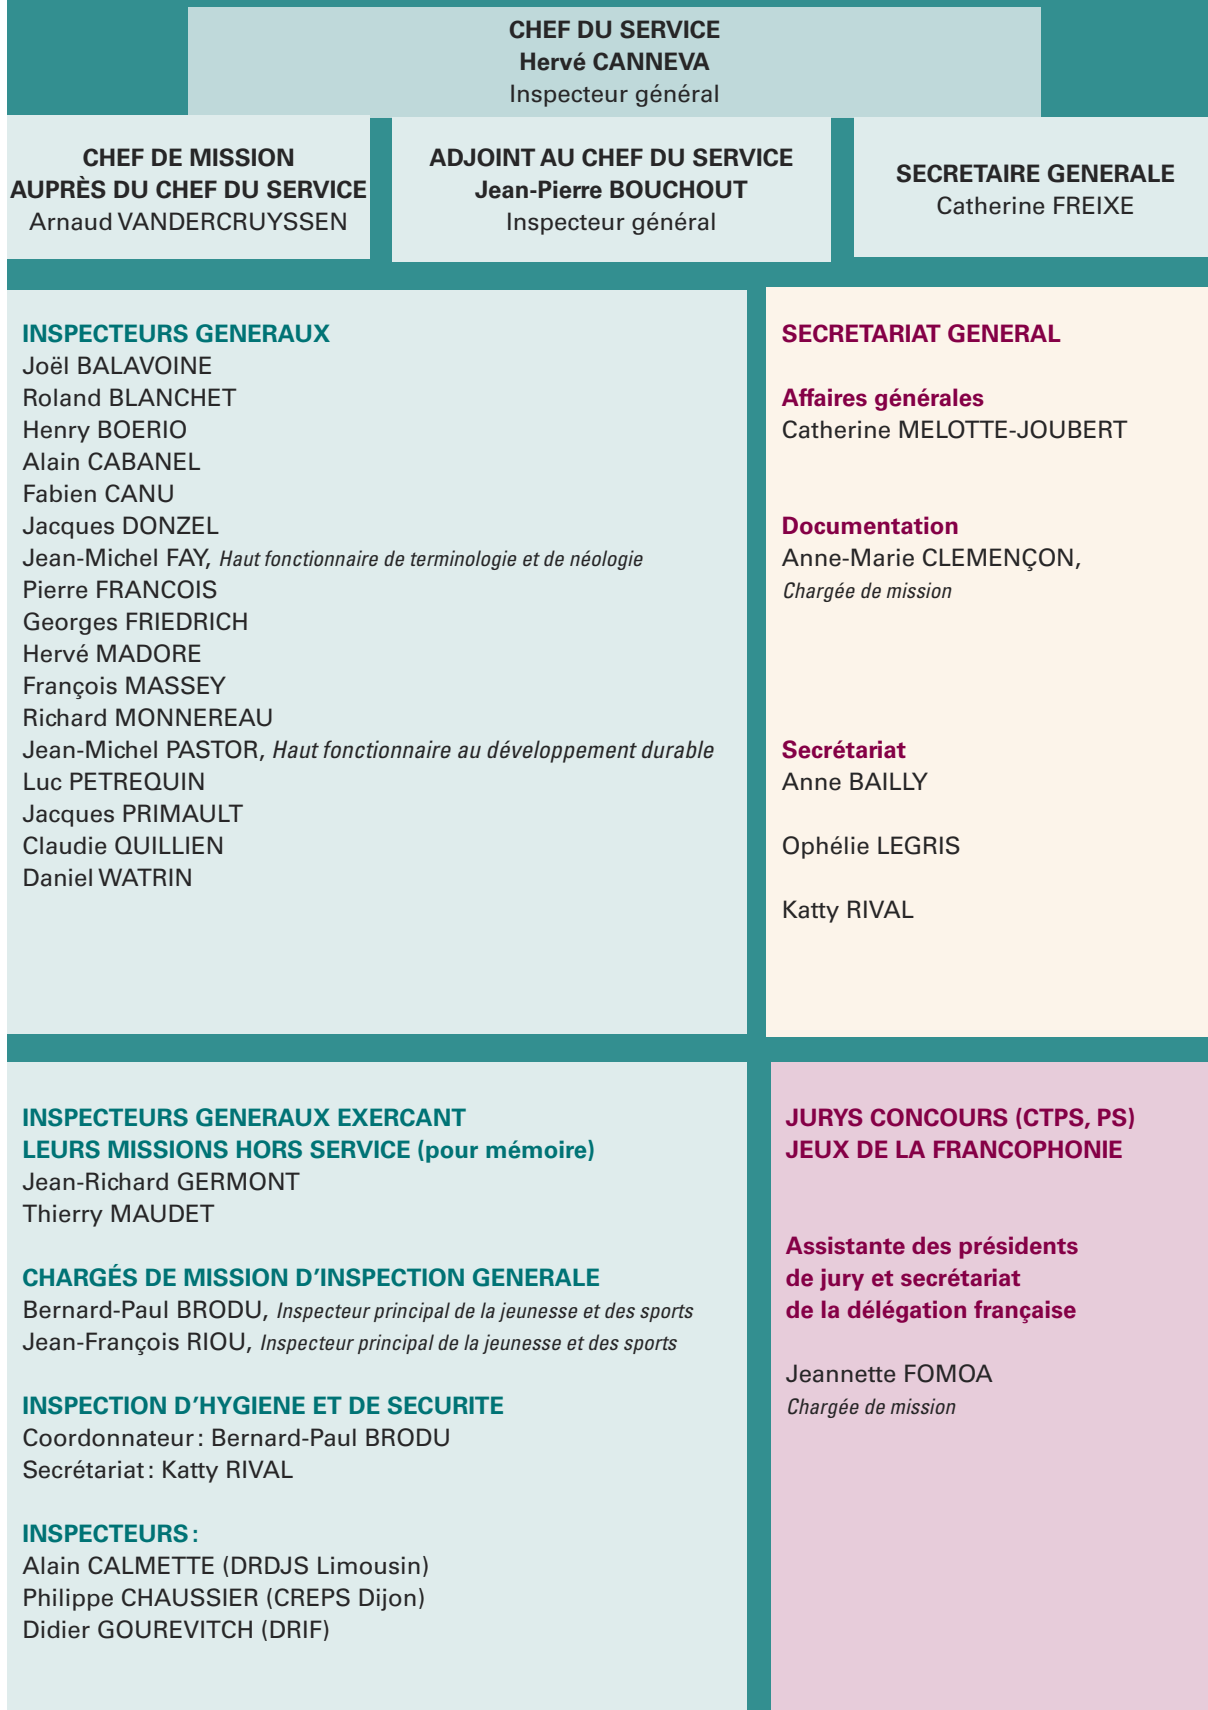 CHEF DU SERVICE
Hervé CANNEVA
Inspecteur général
CHEF DE MISSION
AUPRÈS DU CHEF DU SERVICE
Arnaud VANDERCRUYSSEN
ADJOINT AU CHEF DU SERVICE
Jean-Pierre BOUCHOUT
Inspecteur général
SECRETAIRE GENERALE
Catherine FREIXE
INSPECTEURS GENERAUX
Joël BALAVOINE
Roland BLANCHET
Henry BOERIO
Alain CABANEL
Fabien CANU
Jacques DONZEL
Jean-Michel FAY, Haut fonctionnaire de terminologie et de néologie
Pierre FRANCOIS
Georges FRIEDRICH
Hervé MADORE
François MASSEY
Richard MONNEREAU
Jean-Michel PASTOR, Haut fonctionnaire au développement durable
Luc PETREQUIN
Jacques PRIMAULT
Claudie QUILLIEN
Daniel WATRIN
SECRETARIAT GENERAL
Affaires générales
Catherine MELOTTE-JOUBERT
Documentation
Anne-Marie CLEMENÇON,
Chargée de mission
Secrétariat
Anne BAILLY
Ophélie LEGRIS
Katty RIVAL
INSPECTEURS GENERAUX EXERCANT
LEURS MISSIONS HORS SERVICE (pour mémoire)
Jean-Richard GERMONT
Thierry MAUDET
CHARGÉS DE MISSION D'INSPECTION GENERALE
Bernard-Paul BRODU, Inspecteur principal de la jeunesse et des sports
Jean-François RIOU, Inspecteur principal de la jeunesse et des sports
INSPECTION D'HYGIENE ET DE SECURITE
Coordonnateur : Bernard-Paul BRODU
Secrétariat : Katty RIVAL
INSPECTEURS :
Alain CALMETTE (DRDJS Limousin)
Philippe CHAUSSIER (CREPS Dijon)
Didier GOUREVITCH (DRIF)
JURYS CONCOURS (CTPS, PS)
JEUX DE LA FRANCOPHONIE
Assistante des présidents
de jury et secrétariat
de la délégation française
Jeannette FOMOA
Chargée de mission